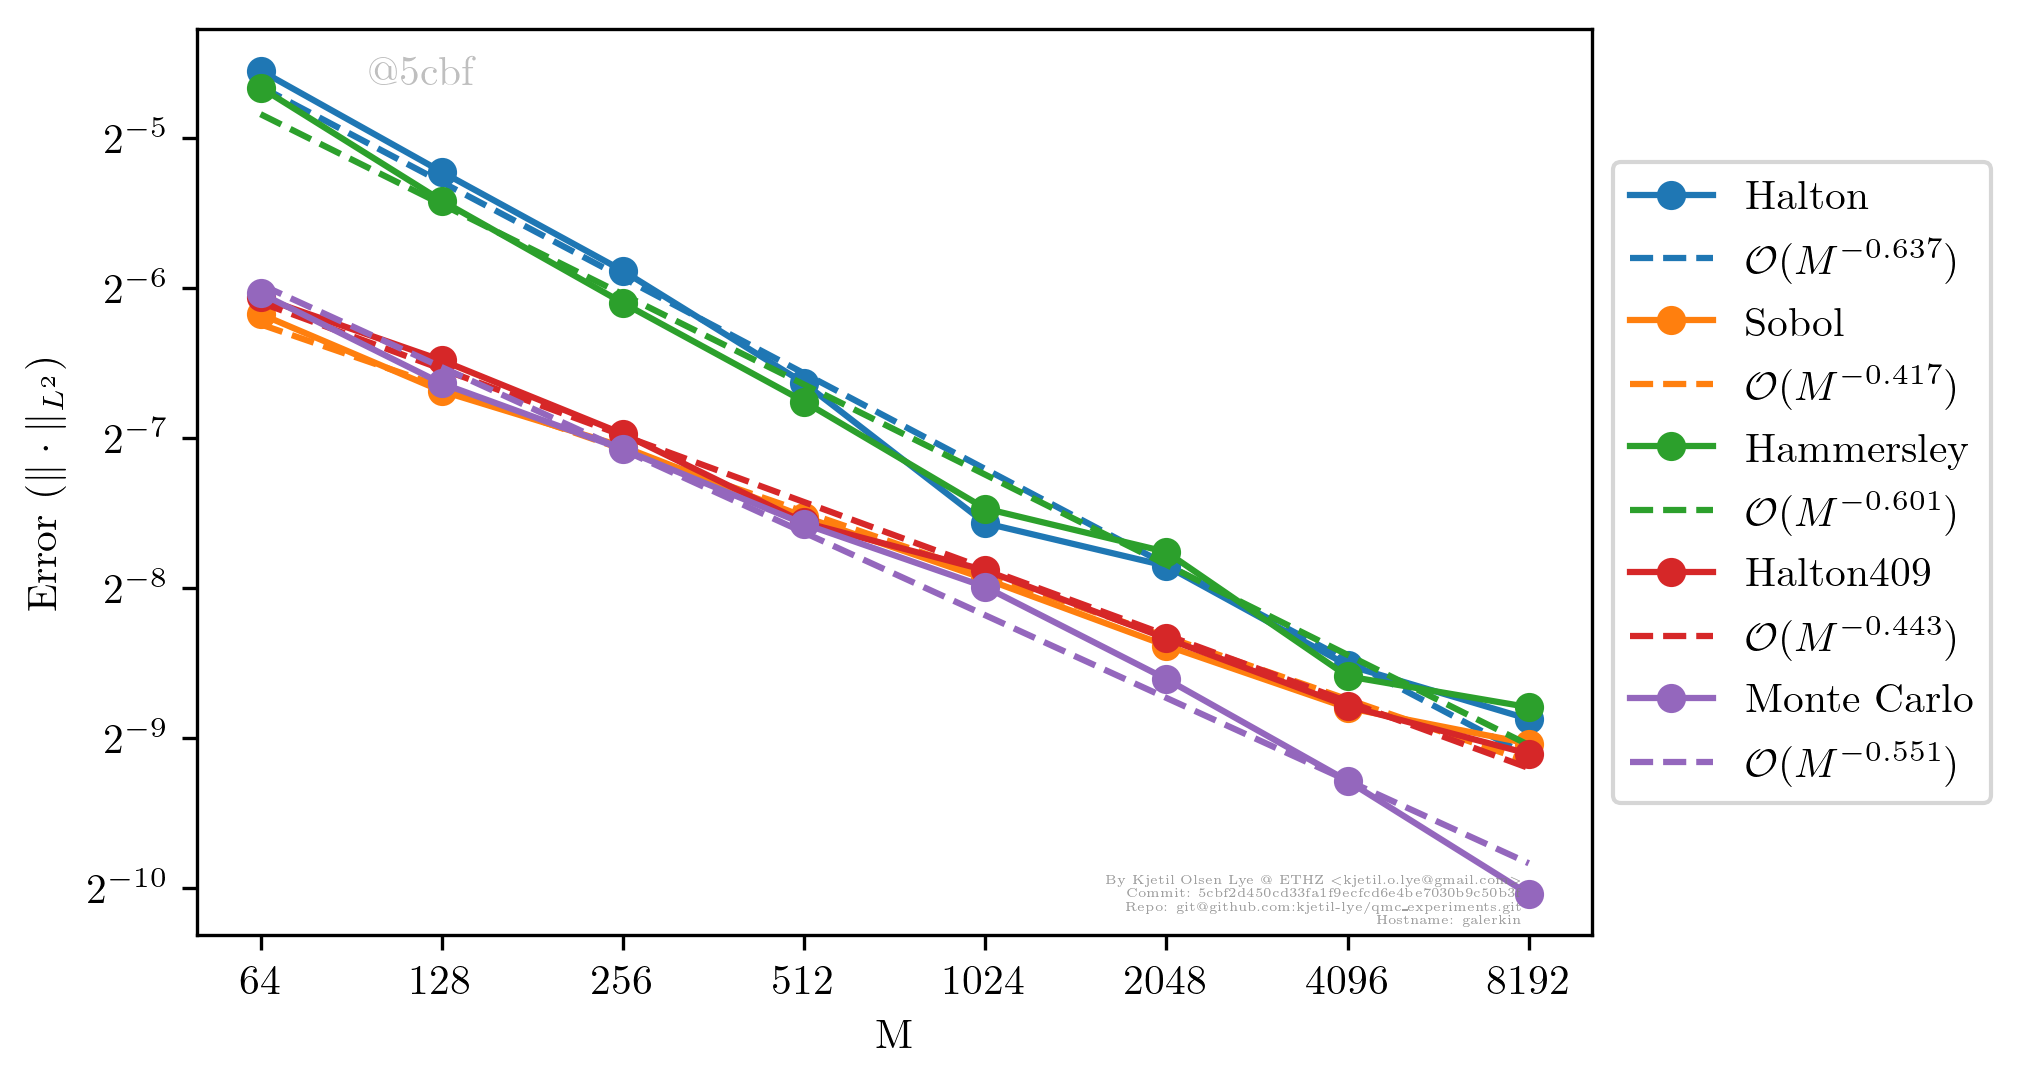 @5cbf
2^{-5}
2^{-6}
2^{-7}
2^{-8}
2^{-9}
2^{-10}
Error (|| · ||_{L^2})
64 128 256 512 1024 2048 4096 8192
M
Halton
𝒪(M^{-0.637})
Sobol
𝒪(M^{-0.417})
Hammersley
𝒪(M^{-0.601})
Halton409
𝒪(M^{-0.443})
Monte Carlo
𝒪(M^{-0.551})
By Kjetil Olsen Lye @ ETHZ <kjetil.o.lye@gmail.com>
Repo: git@github.com:kjetil-lye/qmc_experiments.git
Hostname: galerkin
Commit: